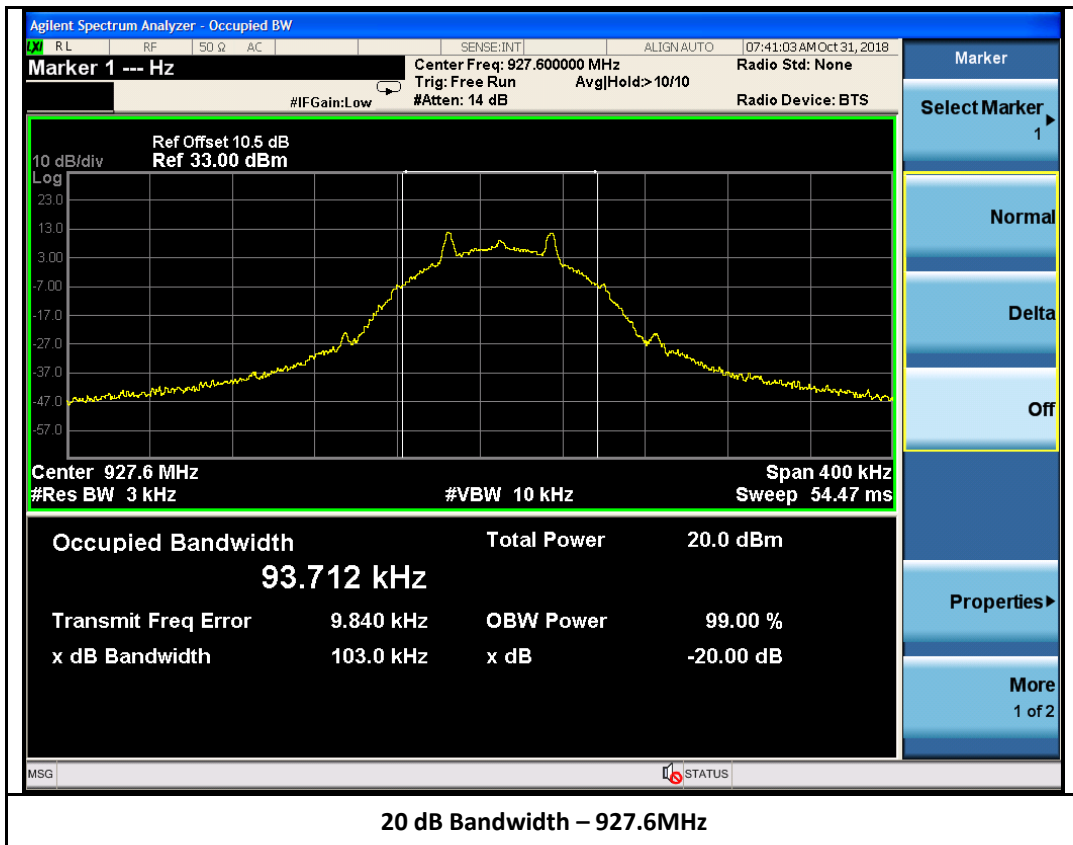 Agilent Spectrum Analyzer - Occupied BW
LXI RL RF 50 Ω AC SENSE:INT ALIGNAUTO 07:41:03 AM Oct 31, 2018
Marker 1 --- Hz
Center Freq: 927.600000 MHz
Radio Std: None
Trig: Free Run Avg|Hold:>10/10
#IFGain:Low #Atten: 14 dB Radio Device: BTS
Ref Offset 10.5 dB
10 dB/div Ref 33.00 dBm
Log
23.0
13.0
3.00
-7.00
-17.0
-27.0
-37.0
-47.0
-57.0
Center 927.6 MHz Span 400 kHz
#Res BW 3 kHz #VBW 10 kHz Sweep 54.47 ms
Occupied Bandwidth Total Power 20.0 dBm
93.712 kHz
Transmit Freq Error 9.840 kHz OBW Power 99.00 %
x dB Bandwidth 103.0 kHz x dB -20.00 dB
MSG STATUS
Marker
Select Marker
1
Normal
Delta
Off
Properties
More
1 of 2
20 dB Bandwidth – 927.6MHz